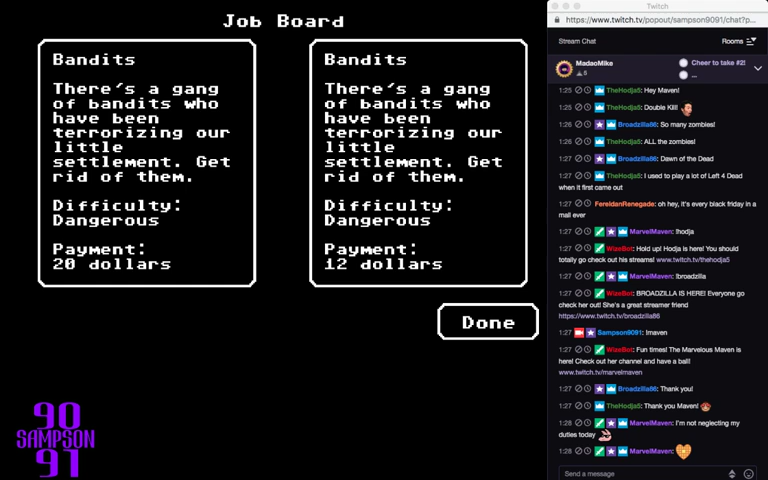 Job Board
Bandits
There's a gang
of bandits who
have been
terrorizing our
little
settlement. Get
rid of them.
Difficulty:
Dangerous
Payment:
20 dollars
Bandits
There's a gang
of bandits who
have been
terrorizing our
little
settlement. Get
rid of them.
Difficulty:
Dangerous
Payment:
12 dollars
Done
90
SAMPSON
91
Twitch
https://www.twitch.tv/popout/sampson9091/chat?p...
Stream Chat
Rooms
MadaoMike
6
Cheer to take #2!
...
1:25 TheHodja5: Hey Maven!
1:25 TheHodja5: Double Kill!
1:26 Broadzilla86: So many zombies!
1:26 TheHodja5: ALL the zombies!
1:27 Broadzilla86: Dawn of the Dead
1:27 TheHodja5: I used to play a lot of Left 4 Dead
when it first came out
FereldanRenegade: oh hey, it's every black friday in a
mall ever
1:27 MarvelMaven: !hodja
1:27 WizeBot: Hold up! Hodja is here! You should
totally go check out his streams! www.twitch.tv/thehodja5
1:27 MarvelMaven: !broadzilla
1:27 WizeBot: BROADZILLA IS HERE! Everyone go
check her out! She's a great streamer friend
https://www.twitch.tv/broadzilla86
1:27 Sampson9091: !maven
1:27 WizeBot: Fun times! The Marvelous Maven is
here! Check out her channel and have a ball!
www.twitch.tv/marvelmaven
1:27 Broadzilla86: Thank you!
1:27 TheHodja5: Thank you Maven!
1:28 MarvelMaven: I'm not neglecting my
duties today
1:28 MarvelMaven:
Send a message